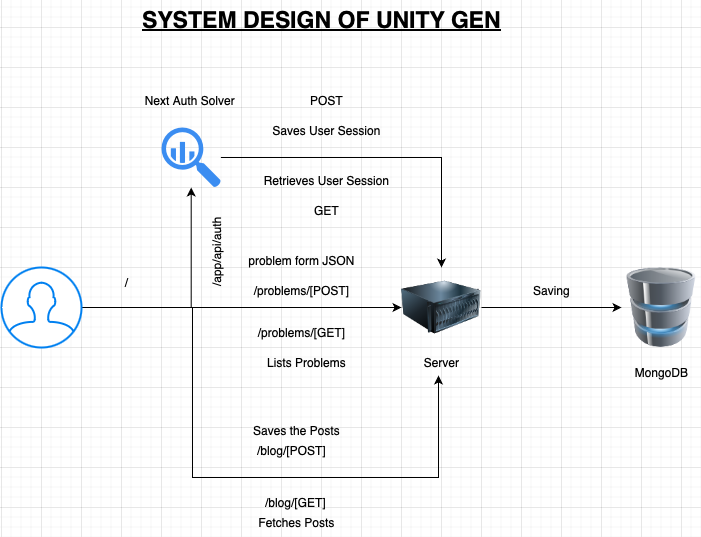 SYSTEM DESIGN OF UNITY GEN
Next Auth Solver
POST
Saves User Session
Retrieves User Session
GET
/app/api/auth
problem form JSON
/
/problems/[POST]
Saving
/problems/[GET]
Lists Problems
Server
MongoDB
Saves the Posts
/blog/[POST]
/blog/[GET]
Fetches Posts